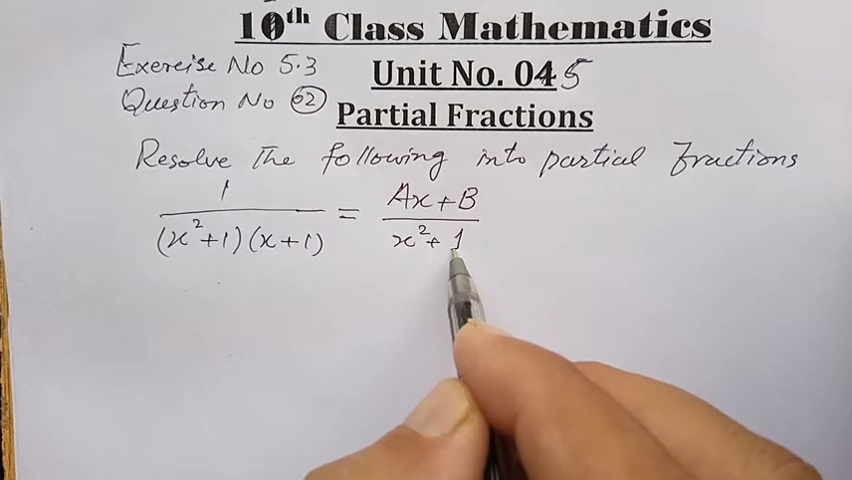 10th Class Mathematics
Exercise No 5.3
Unit No. 045
Question No 02
Partial Fractions
Resolve The following into partial fractions
1/((x²+1)(x+1)) = (Ax+B)/(x²+1)